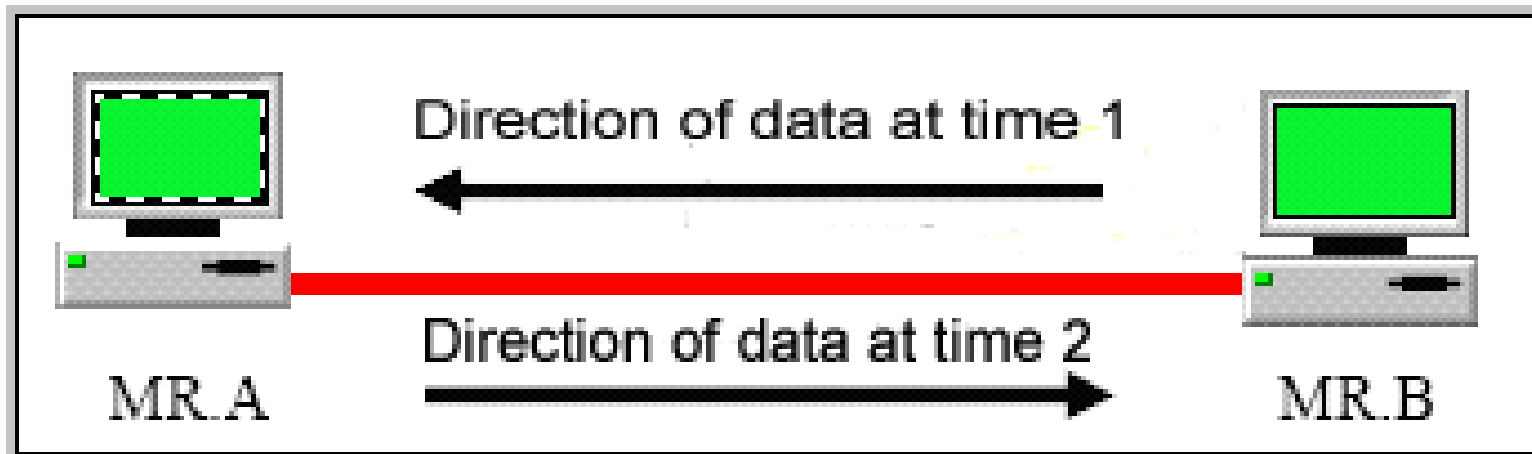 Direction of data at time 1
Direction of data at time 2
MR.A
MR.B